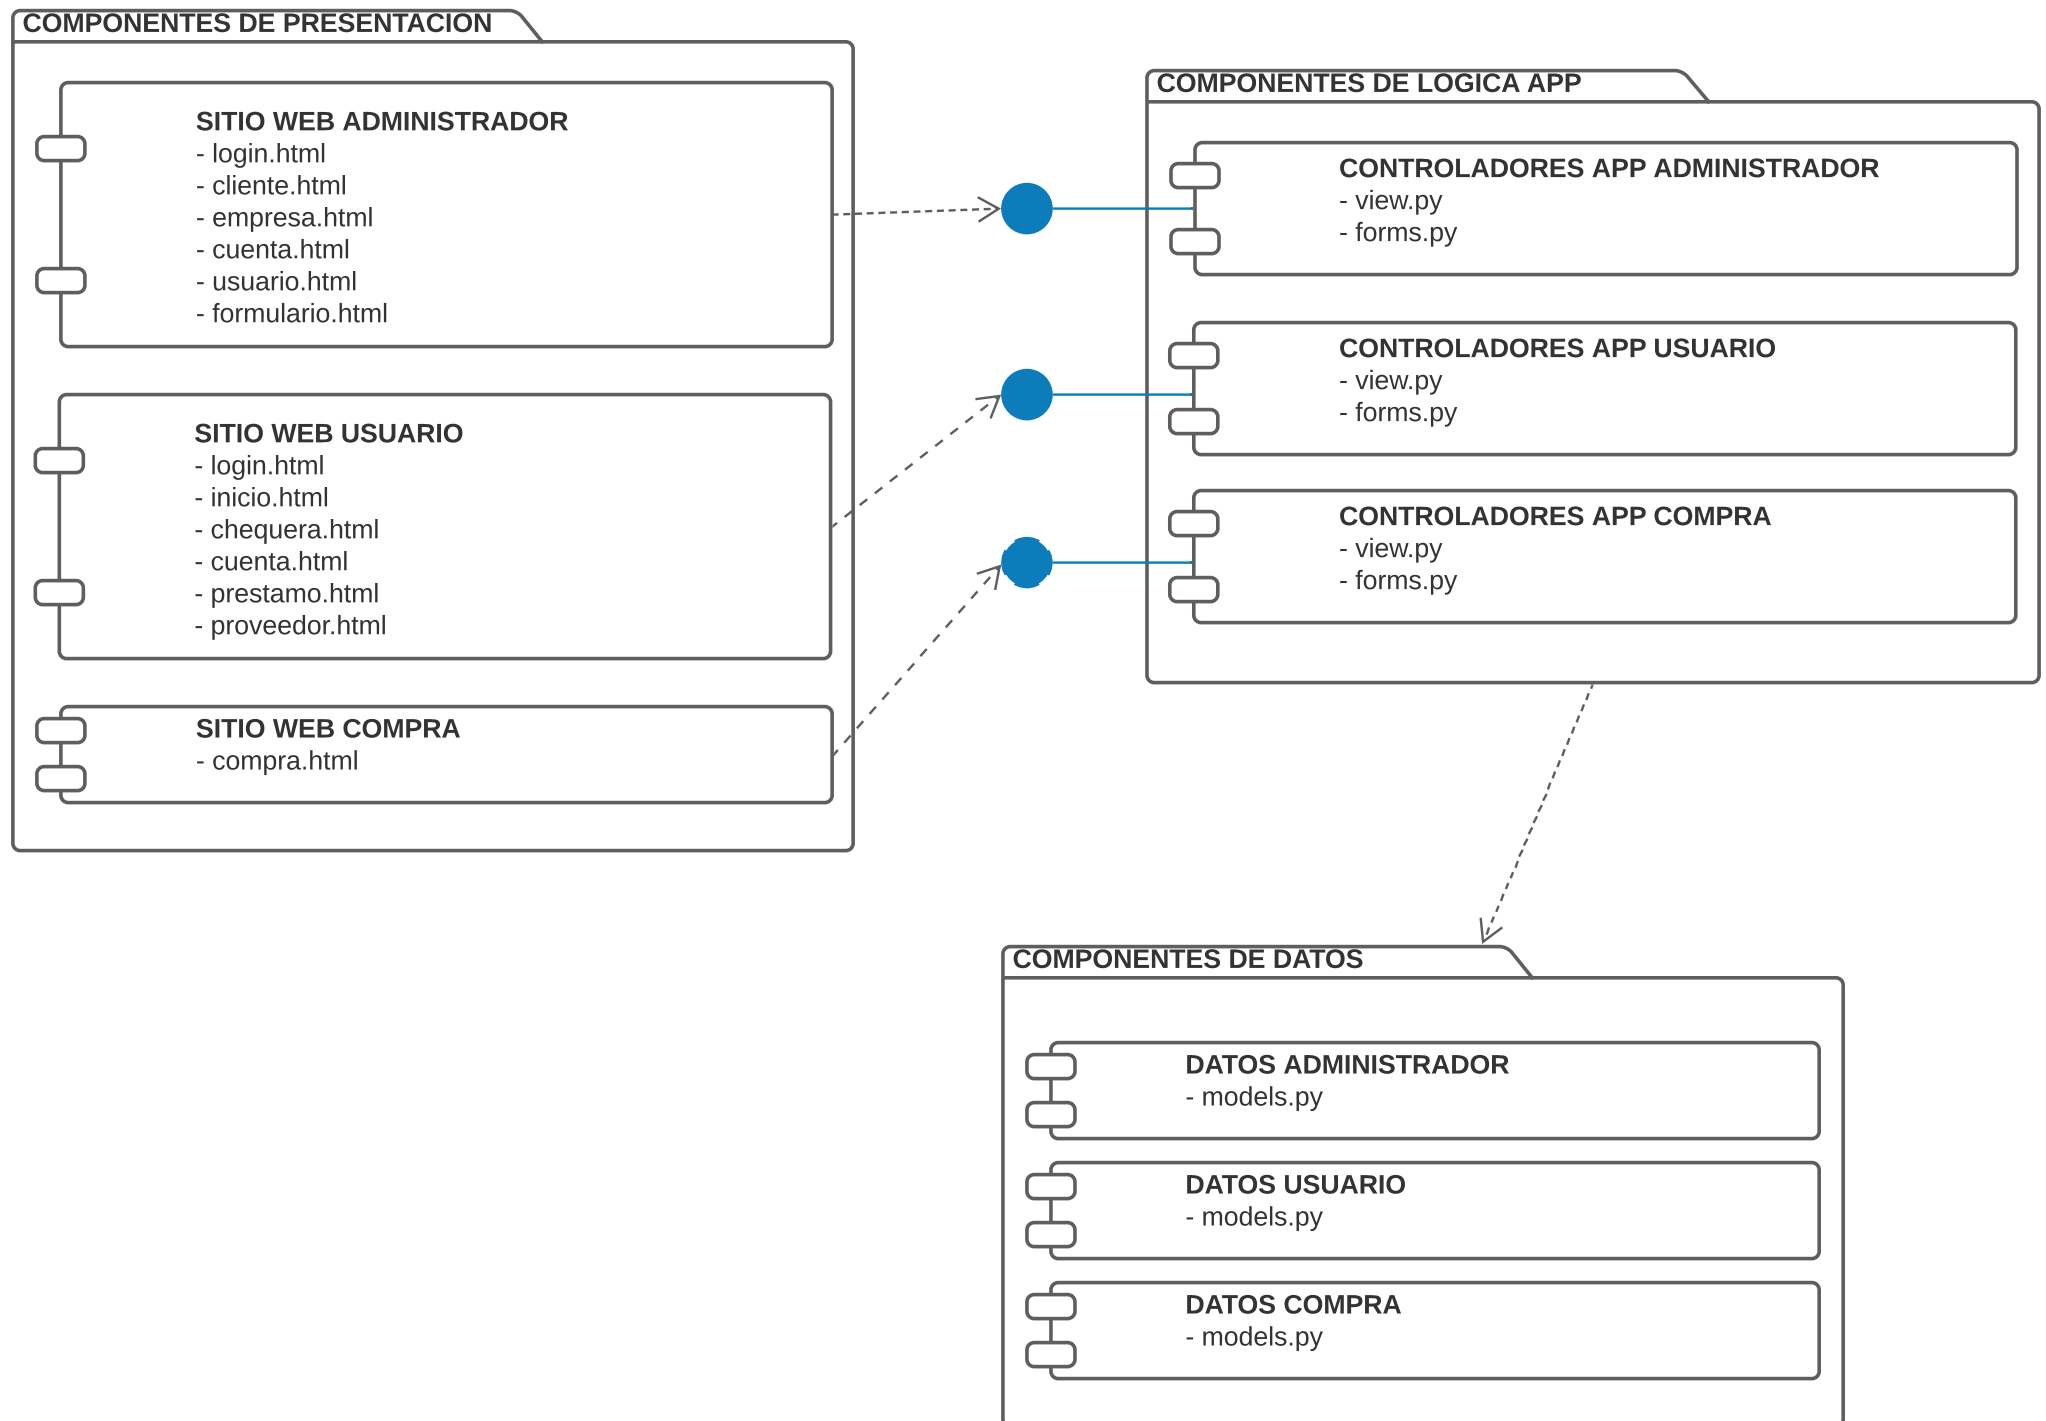 COMPONENTES DE PRESENTACION
SITIO WEB ADMINISTRADOR
- login.html
- cliente.html
- empresa.html
- cuenta.html
- usuario.html
- formulario.html
SITIO WEB USUARIO
- login.html
- inicio.html
- chequera.html
- cuenta.html
- prestamo.html
- proveedor.html
SITIO WEB COMPRA
- compra.html
COMPONENTES DE LOGICA APP
CONTROLADORES APP ADMINISTRADOR
- view.py
- forms.py
CONTROLADORES APP USUARIO
- view.py
- forms.py
CONTROLADORES APP COMPRA
- view.py
- forms.py
COMPONENTES DE DATOS
DATOS ADMINISTRADOR
- models.py
DATOS USUARIO
- models.py
DATOS COMPRA
- models.py